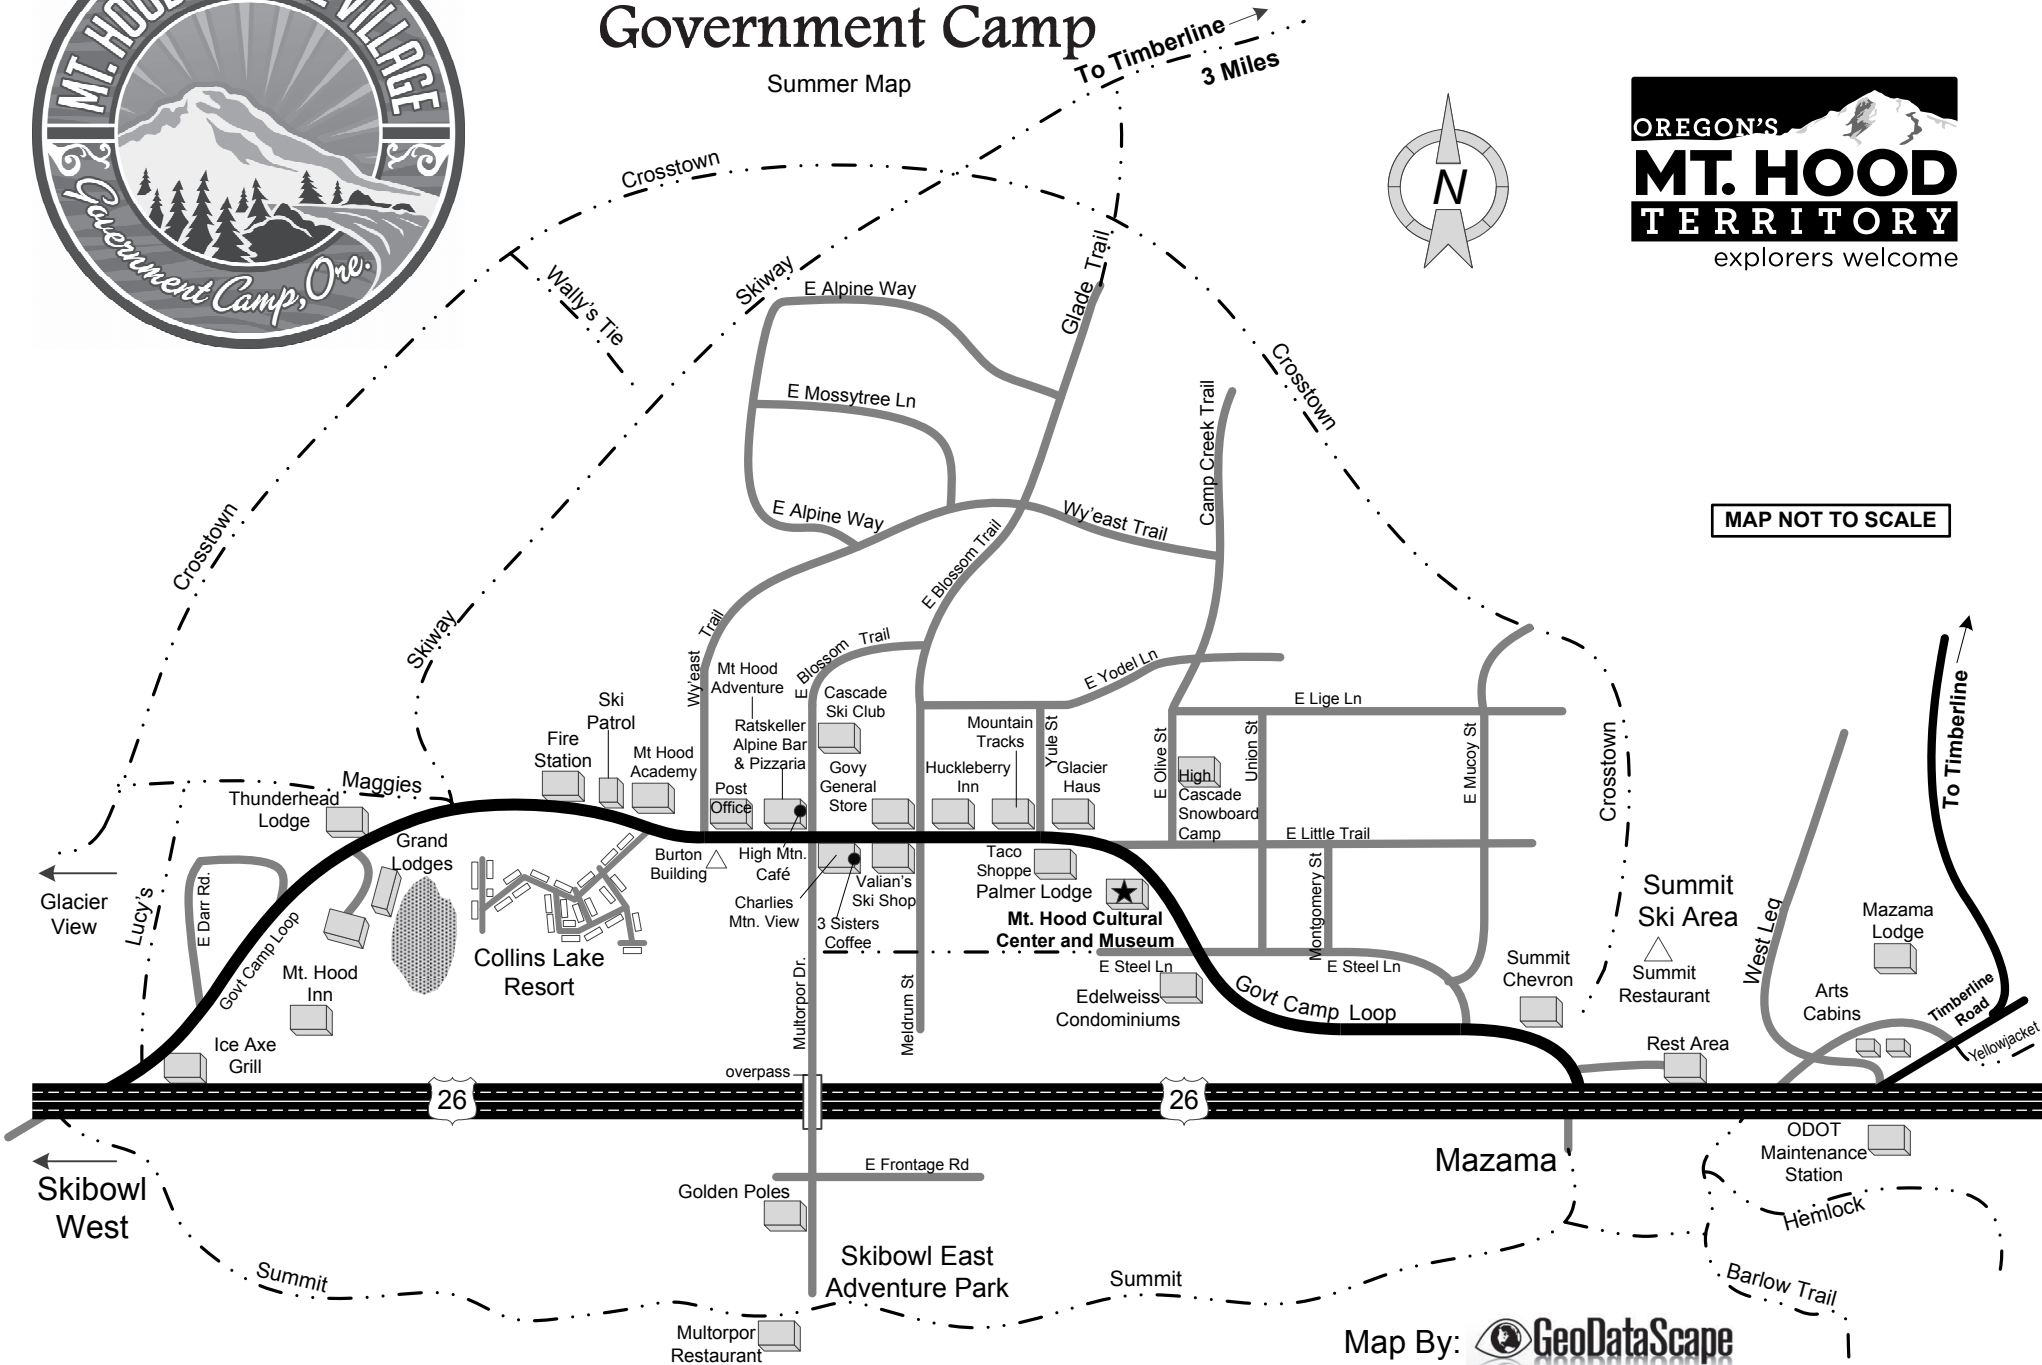 MT. HOOD
VILLAGE
Government Camp, Ore.
Government Camp
Summer Map
To Timberline
3 Miles
N
OREGON'S
MT. HOOD
TERRITORY
explorers welcome
MAP NOT TO SCALE
Crosstown
Wally's Tie
Skiway
E Alpine Way
Glade Trail
E Mossytree Ln
Crosstown
Camp Creek Trail
E Alpine Way
Wy'east Trail
E Blossom Trail
Crosstown
Skiway
Wy'east Trail
E Blossom Trail
E Yodel Ln
E Lige Ln
Crosstown
To Timberline
Maggies
Thunderhead
Lodge
Grand
Lodges
Fire
Station
Ski
Patrol
Mt Hood
Academy
Mt Hood
Adventure
Ratskeller
Alpine Bar
& Pizzaria
Post
Office
Cascade
Ski Club
Govy
General
Store
Huckleberry
Inn
Mountain
Tracks
Yule St
Glacier
Haus
E Olive St
High
Cascade
Snowboard
Camp
Union St
E Mucoy St
E Little Trail
Montgomery St
Glacier
View
Lucy's
E Darr Rd.
Govt Camp Loop
Mt. Hood
Inn
Ice Axe
Grill
Collins Lake
Resort
Burton
Building
High Mtn.
Café
Charlies
Mtn. View
3 Sisters
Coffee
Valian's
Ski Shop
Taco
Shoppe
Palmer Lodge
Mt. Hood Cultural
Center and Museum
E Steel Ln
E Steel Ln
Edelweiss
Condominiums
Govt Camp Loop
Multorpor Dr.
Meldrum St
Summit
Chevron
Summit
Ski Area
Summit
Restaurant
Rest Area
West Leg
Mazama
Lodge
Arts
Cabins
Timberline
Road
Yellowjacket
overpass
26
26
Skibowl
West
E Frontage Rd
Golden Poles
Skibowl East
Adventure Park
Mazama
ODOT
Maintenance
Station
Hemlock
Barlow Trail
Summit
Summit
Multorpor
Restaurant
Map By: GeoDataScape